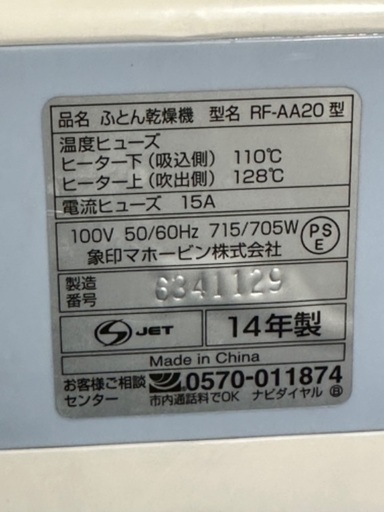 品名 ふとん乾燥機 型名 RF-AA20 型
温度ヒューズ
ヒーター下(吸込側) 110℃
ヒーター上(吹出側) 128℃
電流ヒューズ 15A
100V 50/60Hz 715/705W
PSE
象印マホービン株式会社
製造番号 6341129
S JET
14年製
Made in China
お客様ご相談センター 0570-011874
市内通話料でOK ナビダイヤル Ⓑ